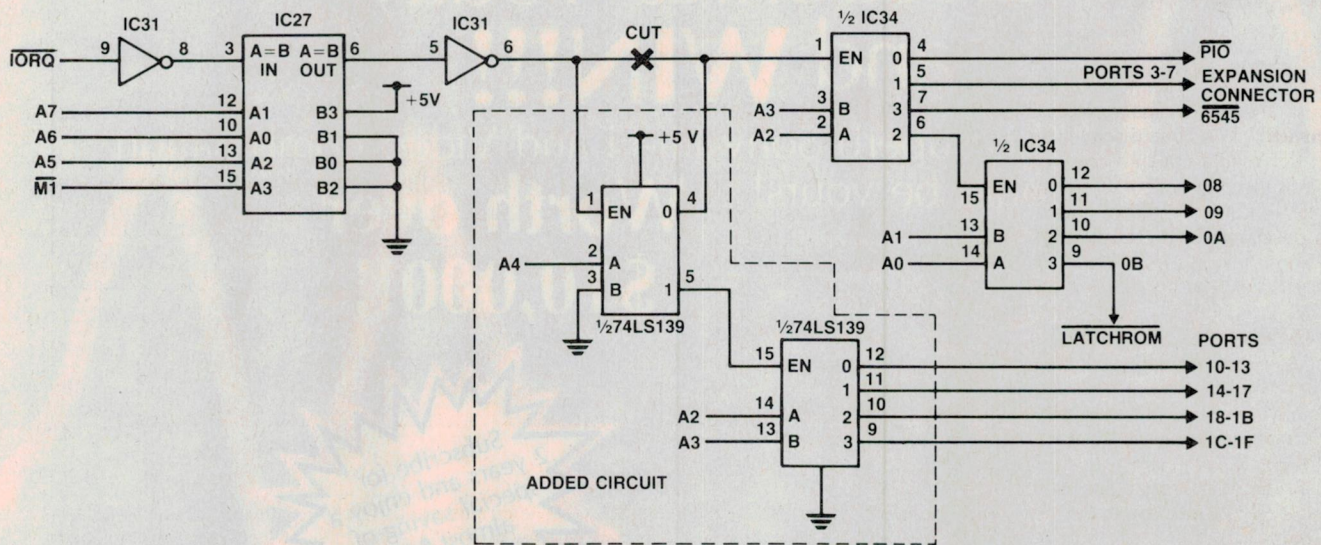 IC31
9
8
IORQ
IC27
3
A=B
IN
A=B
OUT
6
A7
12
A1
A6
10
A0
A5
13
A2
M1
15
A3
B3
B1
B0
B2
+5V
IC31
5
6
CUT
½ IC34
1
EN
0
4
PIO
1
5
PORTS 3-7
EXPANSION
CONNECTOR
A3
3
B
3
7
6545
A2
2
A
2
6
½ IC34
15
EN
0
12
08
1
11
09
A1
13
B
2
10
0A
A0
14
A
3
9
0B
LATCHROM
+5 V
1
EN
0
4
A4
2
A
3
B
1
5
½74LS139
½74LS139
PORTS
15
EN
0
12
10-13
1
11
14-17
A2
14
A
2
10
18-1B
A3
13
B
3
9
1C-1F
ADDED CIRCUIT